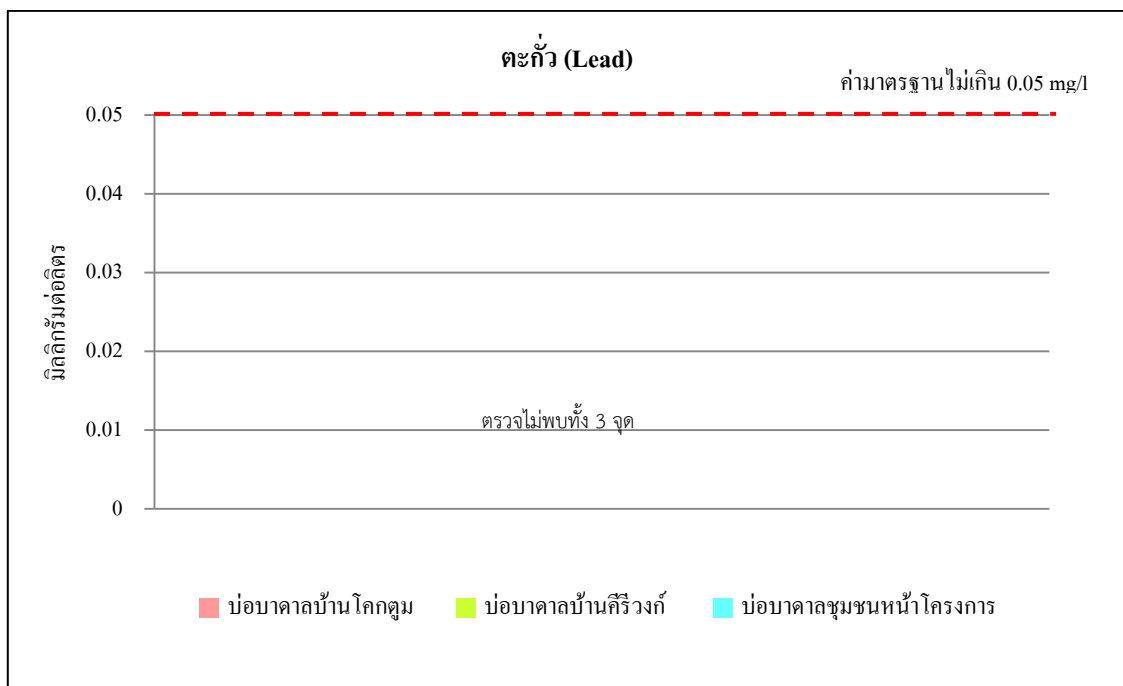 ตะกั่ว (Lead)
ค่ามาตรฐานไม่เกิน 0.05 mg/l
มิลลิกรัมต่อลิตร
0.05
0.04
0.03
0.02
0.01
0
ตรวจไม่พบทั้ง 3 จุด
บ่อบาดาลบ้านโคกตูม
บ่อบาดาลบ้านคีรีวงก์
บ่อบาดาลชุมชนหน้าโครงการ